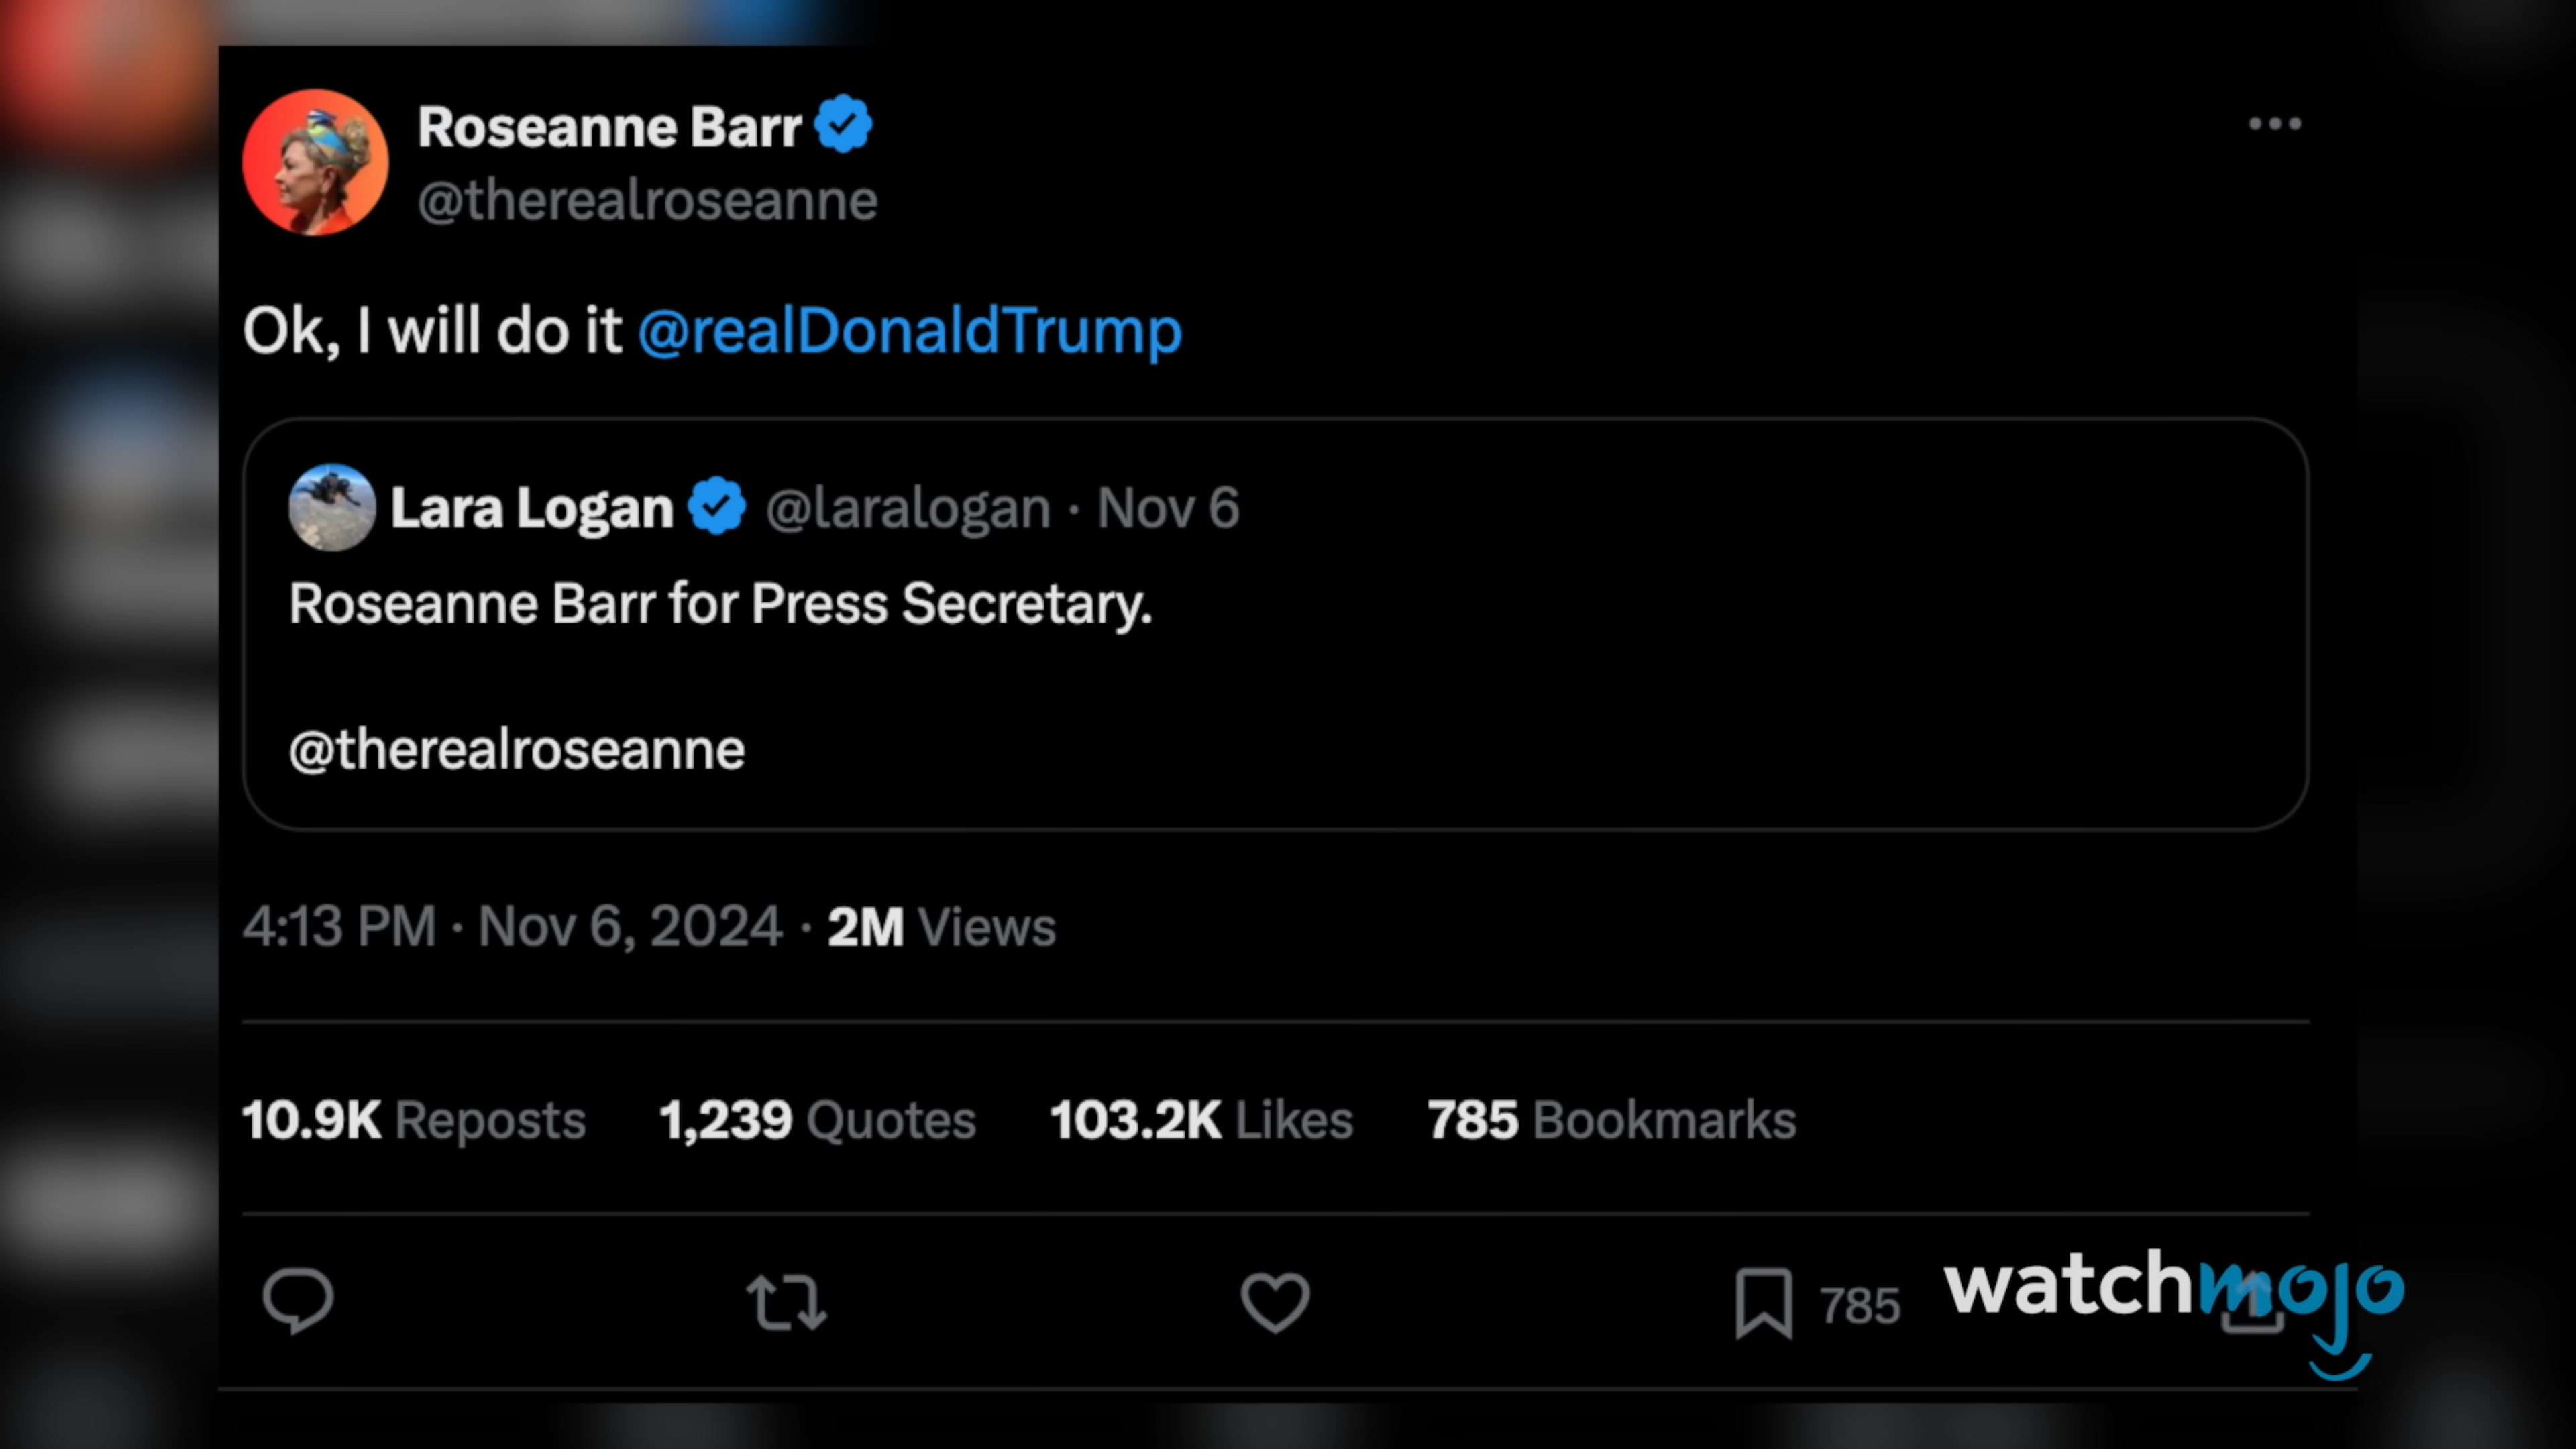 Roseanne Barr
@therealroseanne
Ok, I will do it @realDonaldTrump
Lara Logan @laralogan · Nov 6
Roseanne Barr for Press Secretary.
@therealroseanne
4:13 PM · Nov 6, 2024 · 2M Views
10.9K Reposts 1,239 Quotes 103.2K Likes 785 Bookmarks
785
watchmojo